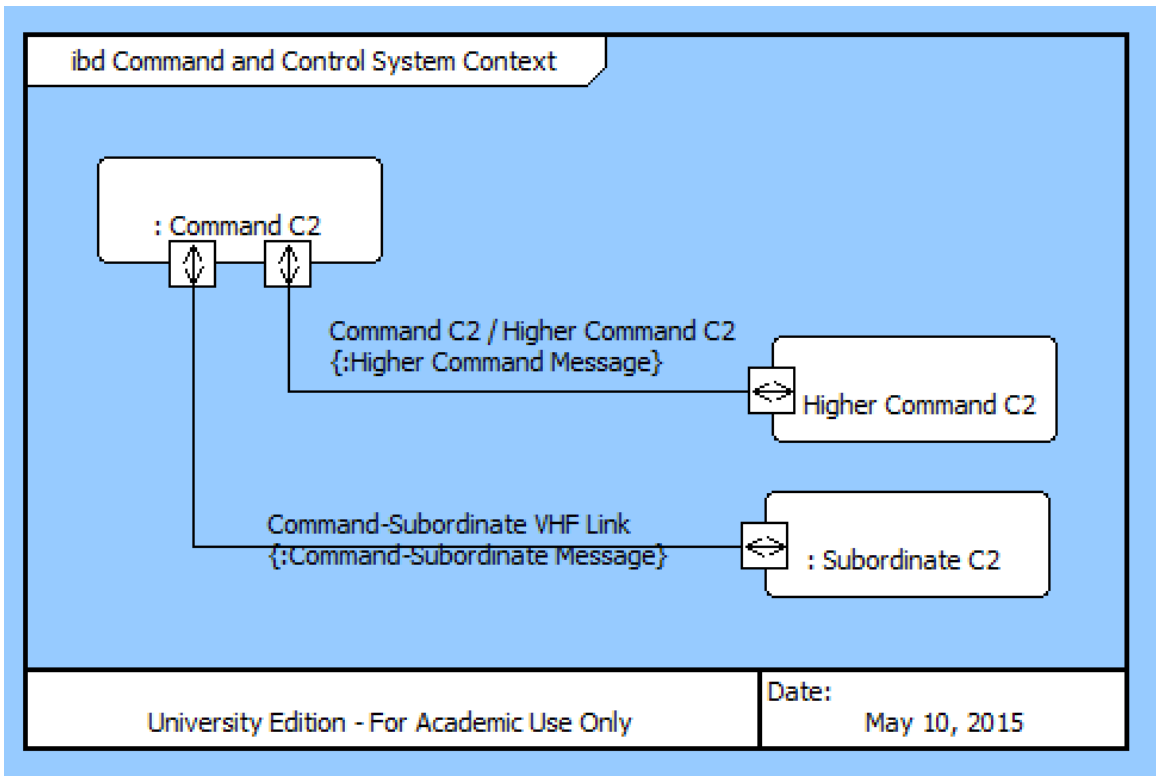 ibd Command and Control System Context
: Command C2
Command C2 / Higher Command C2
{:Higher Command Message}
Higher Command C2
Command-Subordinate VHF Link
{:Command-Subordinate Message}
: Subordinate C2
University Edition - For Academic Use Only
Date:
May 10, 2015